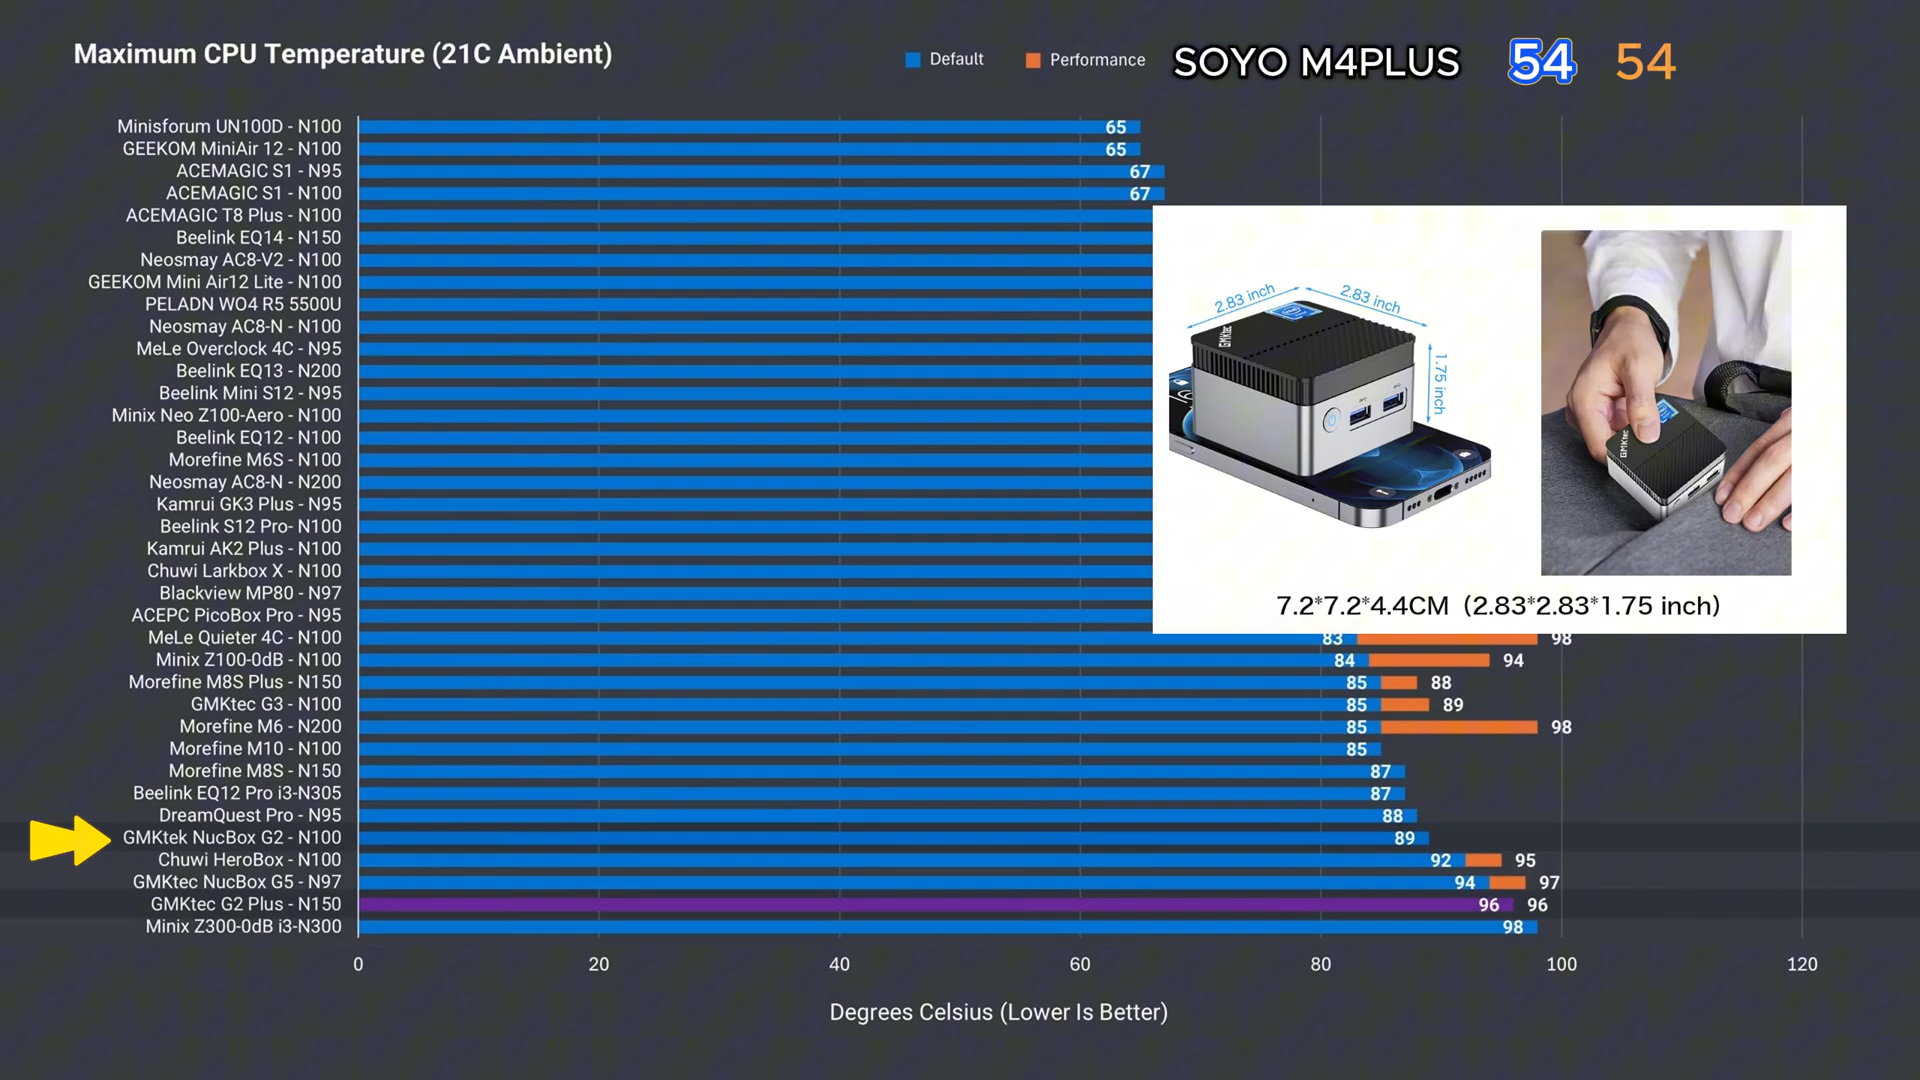 Maximum CPU Temperature (21C Ambient)
Default
Performance
SOYO M4PLUS 54 54
Minisforum UN100D - N100 65
GEEKOM MiniAir 12 - N100 65
ACEMAGIC S1 - N95 67
ACEMAGIC S1 - N100 67
ACEMAGIC T8 Plus - N100
Beelink EQ14 - N150
Neosmay AC8-V2 - N100
GEEKOM Mini Air12 Lite - N100
PELADN WO4 R5 5500U
Neosmay AC8-N - N100
MeLe Overclock 4C - N95
Beelink EQ13 - N200
Beelink Mini S12 - N95
Minix Neo Z100-Aero - N100
Beelink EQ12 - N100
Morefine M6S - N100
Neosmay AC8-N - N200
Kamrui GK3 Plus - N95
Beelink S12 Pro- N100
Kamrui AK2 Plus - N100
Chuwi Larkbox X - N100
Blackview MP80 - N97
ACEPC PicoBox Pro - N95
MeLe Quieter 4C - N100 83 98
Minix Z100-0dB - N100 84 94
Morefine M8S Plus - N150 85 88
GMKtec G3 - N100 85 89
Morefine M6 - N200 85 98
Morefine M10 - N100 85
Morefine M8S - N150 87
Beelink EQ12 Pro i3-N305 87
DreamQuest Pro - N95 88
GMKtek NucBox G2 - N100 89
Chuwi HeroBox - N100 92 95
GMKtec NucBox G5 - N97 94 97
GMKtec G2 Plus - N150 96 96
Minix Z300-0dB i3-N300 98
0 20 40 60 80 100 120
Degrees Celsius (Lower Is Better)
2.83 inch
2.83 inch
1.75 inch
GMKtec
GMKtec
7.2*7.2*4.4CM（2.83*2.83*1.75 inch）